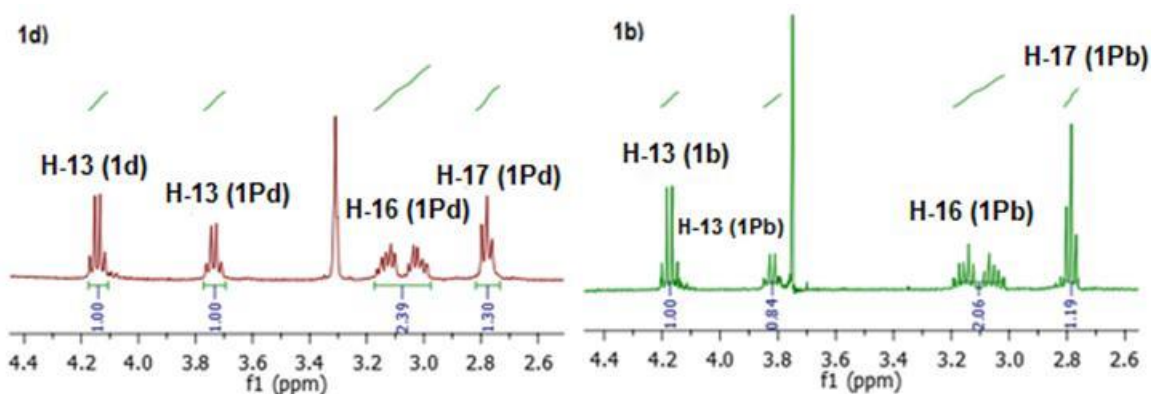 1d)
H-13 (1d)
H-13 (1Pd)
H-16 (1Pd)
H-17 (1Pd)
1.00
1.00
2.39
1.30
4.4 4.2 4.0 3.8 3.6 3.4 3.2 3.0 2.8 2.6
f1 (ppm)
1b)
H-17 (1Pb)
H-13 (1b)
H-13 (1Pb)
H-16 (1Pb)
1.00
0.84
2.06
1.19
4.4 4.2 4.0 3.8 3.6 3.4 3.2 3.0 2.8 2.6
f1 (ppm)